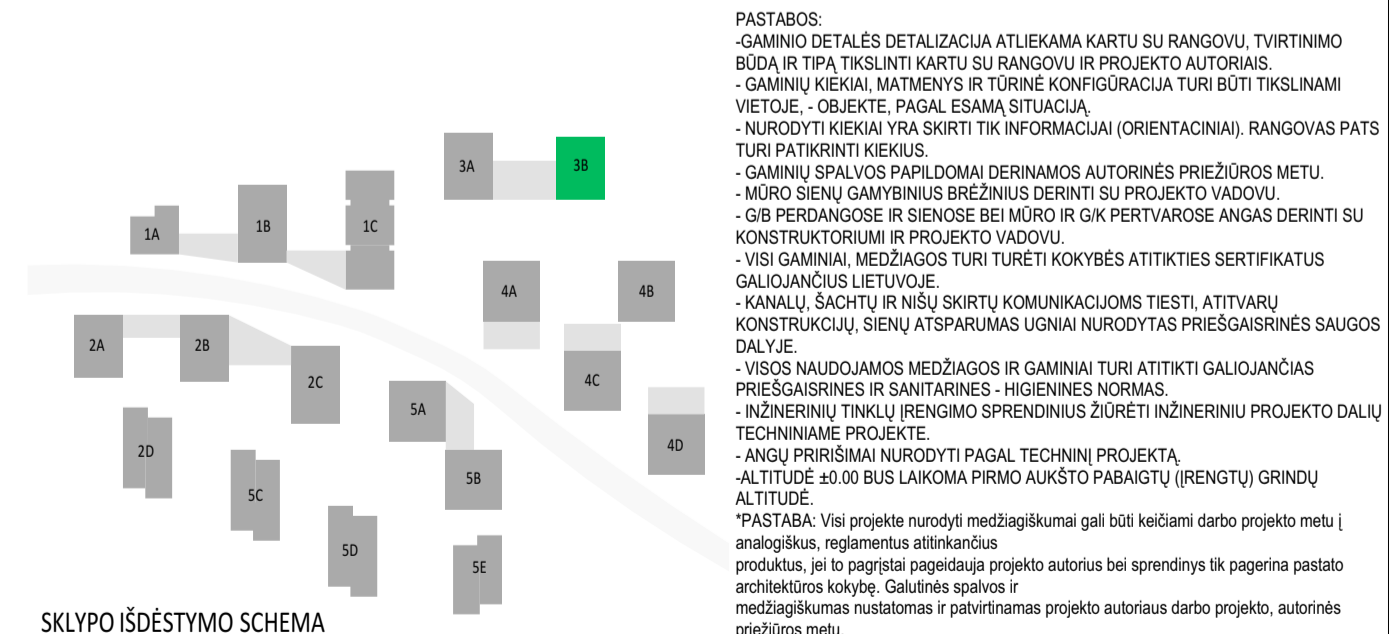 3A
3B
1A
1B
1C
4A
4B
2A
2B
2C
4C
5A
4D
2D
5B
5C
5D
5E
SKLYPO IŠDĖSTYMO SCHEMA
PASTABOS:
-GAMINIO DETALĖS DETALIZACIJA ATLIEKAMA KARTU SU RANGOVU, TVIRTINIMO
BŪDĄ IR TIPĄ TIKSLINTI KARTU SU RANGOVU IR PROJEKTO AUTORIAIS.
- GAMINIŲ KIEKIAI, MATMENYS IR TŪRINĖ KONFIGŪRACIJA TURI BŪTI TIKSLINAMI
VIETOJE, - OBJEKTE, PAGAL ESAMĄ SITUACIJĄ.
- NURODYTI KIEKIAI YRA SKIRTI TIK INFORMACIJAI (ORIENTACINIAI). RANGOVAS PATS
TURI PATIKRINTI KIEKIUS.
- GAMINIŲ SPALVOS PAPILDOMAI DERINAMOS AUTORINĖS PRIEŽIŪROS METU.
- MŪRO SIENŲ GAMYBINIUS BRĖŽINIUS DERINTI SU PROJEKTO VADOVU.
- G/B PERDANGOSE IR SIENOSE BEI MŪRO IR G/K PERTVAROSE ANGAS DERINTI SU
KONSTRUKTORIUMI IR PROJEKTO VADOVU.
- VISI GAMINIAI, MEDŽIAGOS TURI TURĖTI KOKYBĖS ATITIKTIES SERTIFIKATUS
GALIOJANČIUS LIETUVOJE.
- KANALŲ, ŠACHTŲ IR NIŠŲ SKIRTŲ KOMUNIKACIJOMS TIESTI, ATITVARŲ
KONSTRUKCIJŲ, SIENŲ ATSPARUMAS UGNIAI NURODYTAS PRIEŠGAISRINĖS SAUGOS
DALYJE.
- VISOS NAUDOJAMOS MEDŽIAGOS IR GAMINIAI TURI ATITIKTI GALIOJANČIAS
PRIEŠGAISRINES IR SANITARINES - HIGIENINES NORMAS.
- INŽINERINIŲ TINKLŲ ĮRENGIMO SPRENDINIUS ŽIŪRĖTI INŽINERINIU PROJEKTO DALIŲ
TECHNINIAME PROJEKTE.
- ANGŲ PRIRIŠIMAI NURODYTI PAGAL TECHNINĮ PROJEKTĄ.
-ALTITUDĖ ±0.00 BUS LAIKOMA PIRMO AUKŠTO PABAIGTŲ (ĮRENGTŲ) GRINDŲ
ALTITUDĖ.
*PASTABA: Visi projekte nurodyti medžiagiškumai gali būti keičiami darbo projekto metu į
analogiškus, reglamentus atitinkančius
produktus, jei to pagrįstai pageidauja projekto autorius bei sprendinys tik pagerina pastato
architektūros kokybę. Galutinės spalvos ir
medžiagiškumas nustatomas ir patvirtinamas projekto autoriaus darbo projekto, autorinės
priežiūros metu.